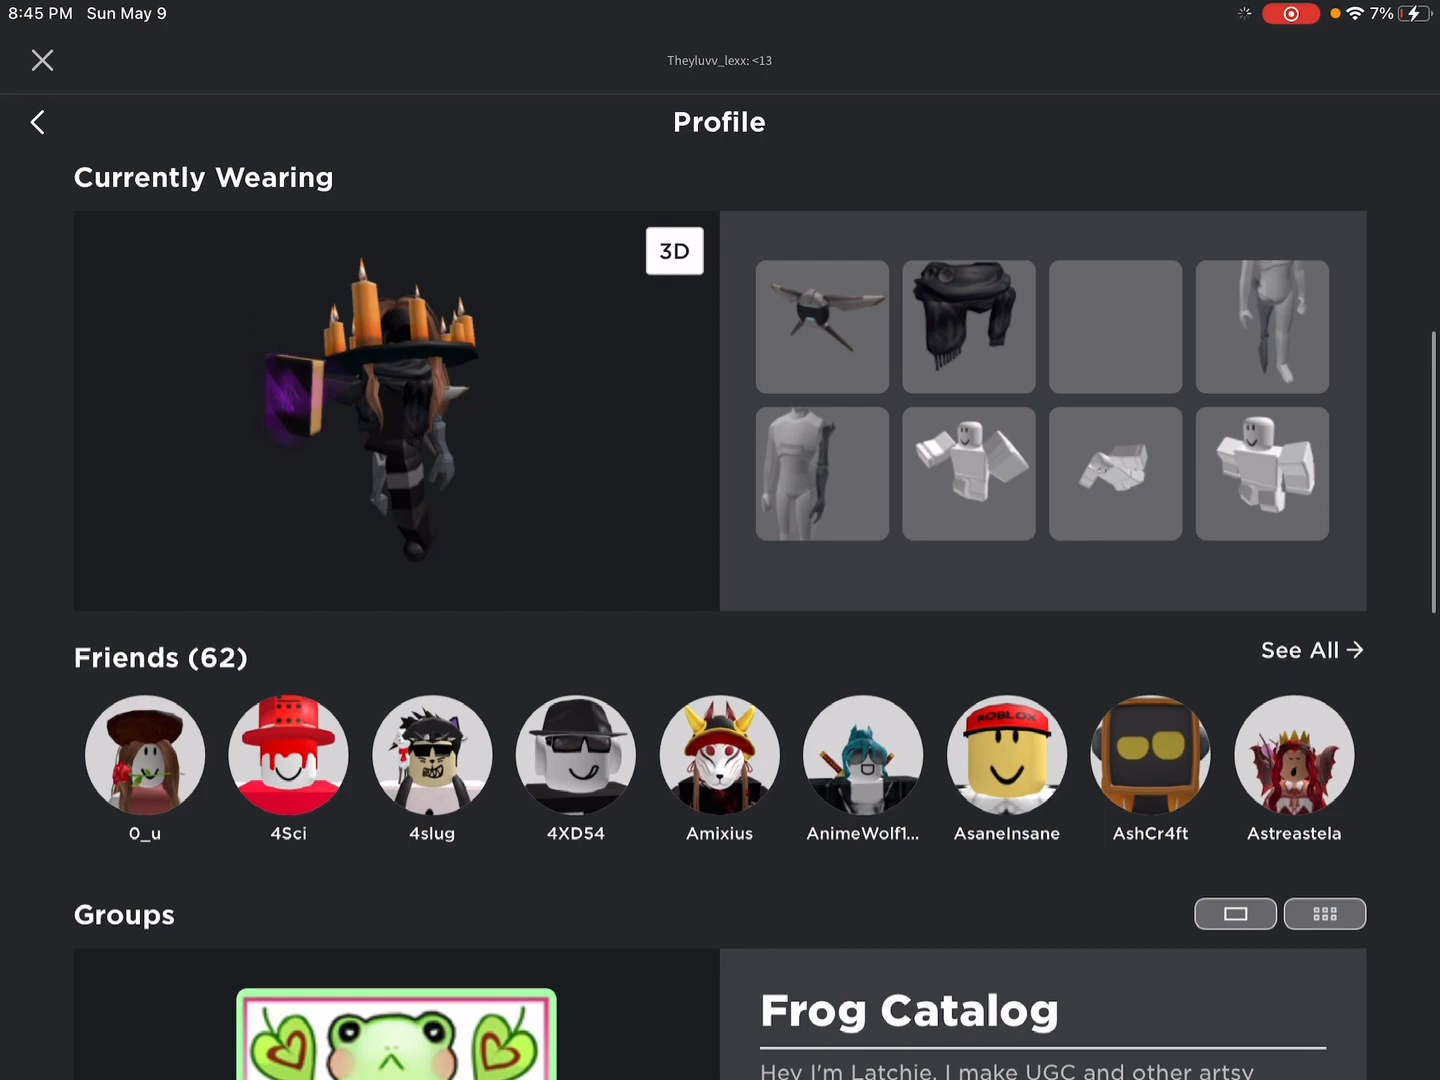 8:45 PM Sun May 9
7%
Theyluvv_lexx: <13
Profile
Currently Wearing
3D
Friends (62)
See All
0_u
4Sci
4slug
4XD54
Amixius
AnimeWolf1...
AsaneInsane
AshCr4ft
Astreastela
ROBLOX
Groups
Frog Catalog
Hey I'm Latchie, I make UGC and other artsy